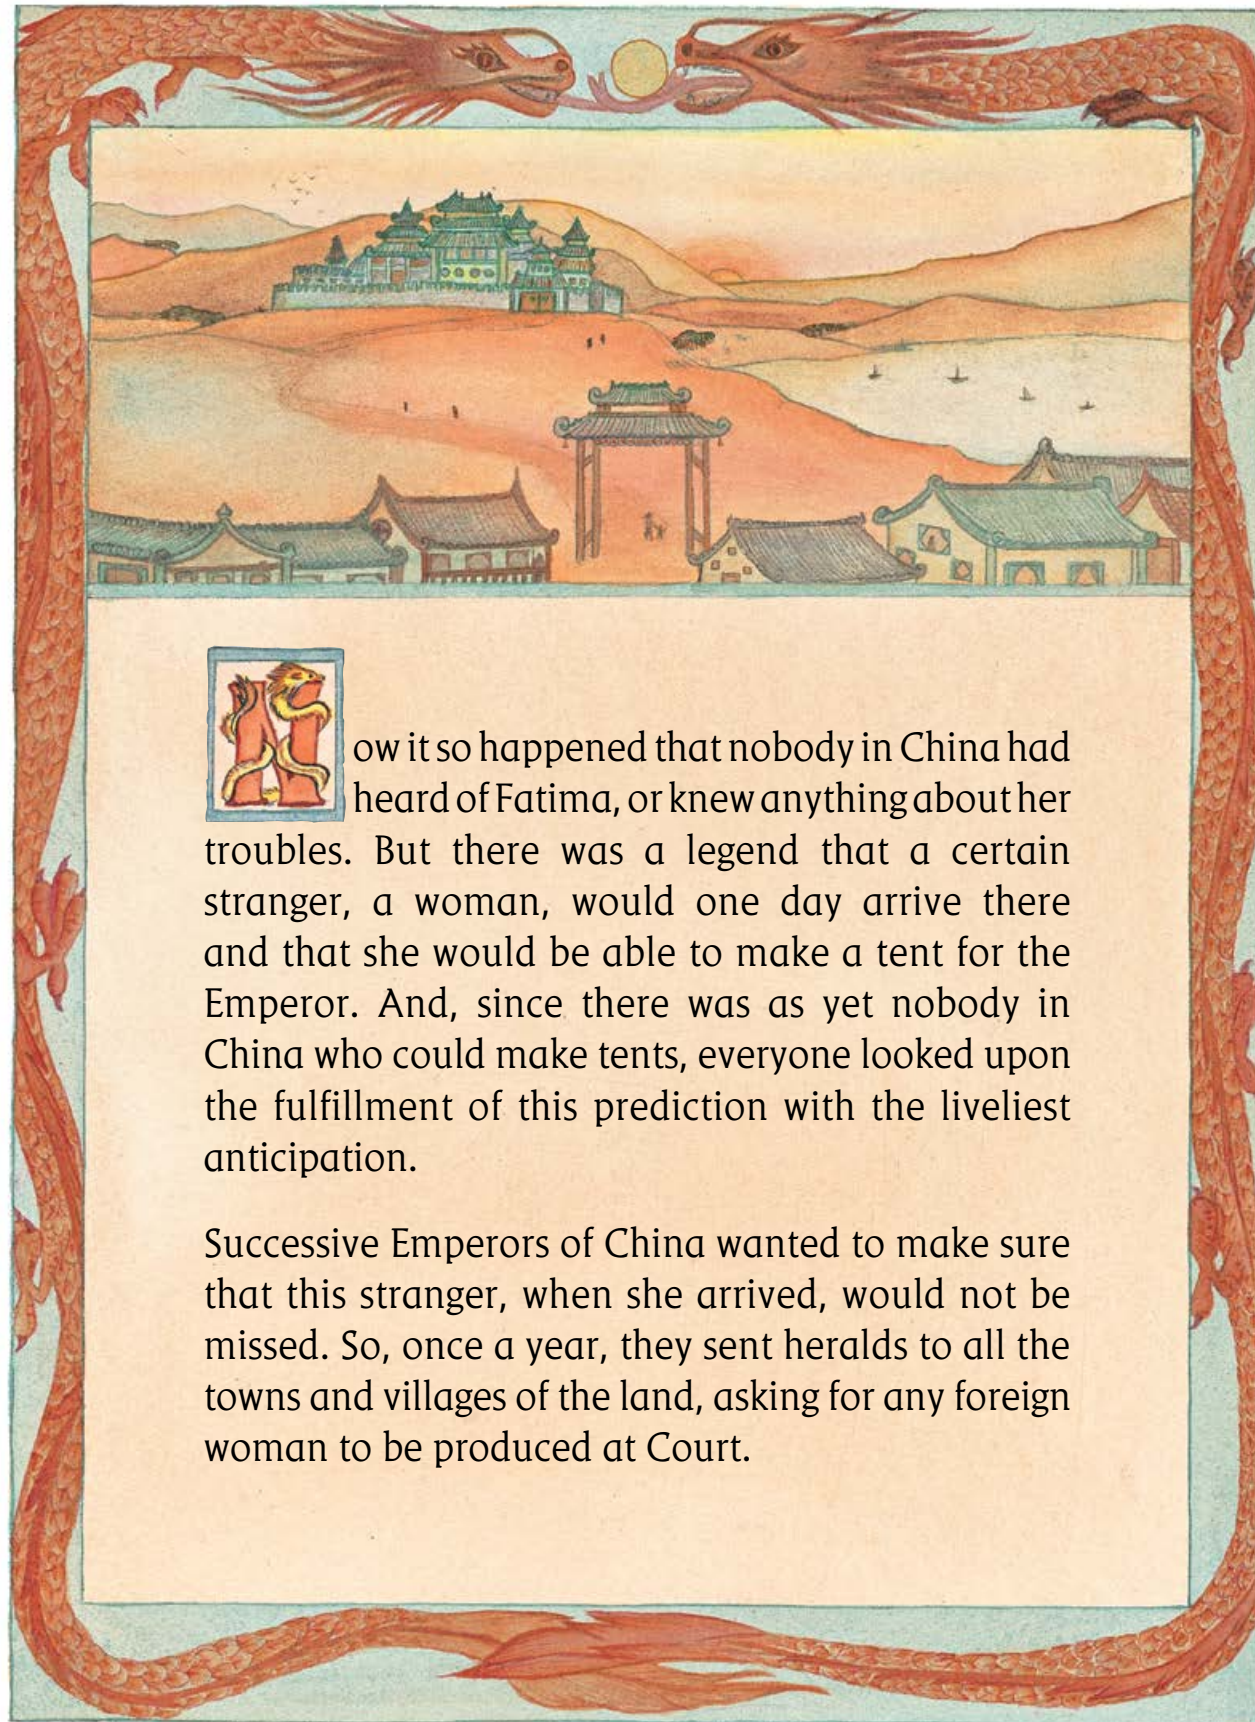 Now it so happened that nobody in China had
heard of Fatima, or knew anything about her
troubles. But there was a legend that a certain
stranger, a woman, would one day arrive there
and that she would be able to make a tent for the
Emperor. And, since there was as yet nobody in
China who could make tents, everyone looked upon
the fulfillment of this prediction with the liveliest
anticipation.
Successive Emperors of China wanted to make sure
that this stranger, when she arrived, would not be
missed. So, once a year, they sent heralds to all the
towns and villages of the land, asking for any foreign
woman to be produced at Court.